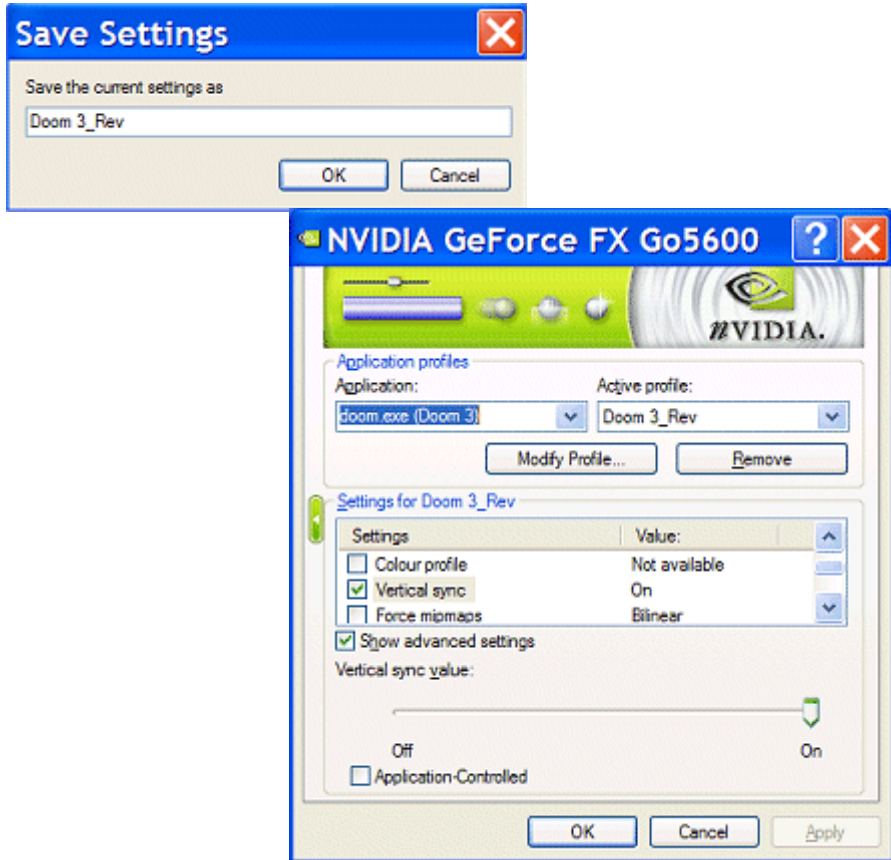 Save Settings
Save the current settings as
Doom 3_Rev
OK Cancel
NVIDIA GeForce FX Go5600
nVIDIA.
Application profiles
Application: Active profile:
doom.exe (Doom 3) Doom 3_Rev
Modify Profile... Remove
Settings for Doom 3_Rev
Settings Value:
Colour profile Not available
Vertical sync On
Force mipmaps Bilinear
Show advanced settings
Vertical sync value:
Off On
Application-Controlled
OK Cancel Apply